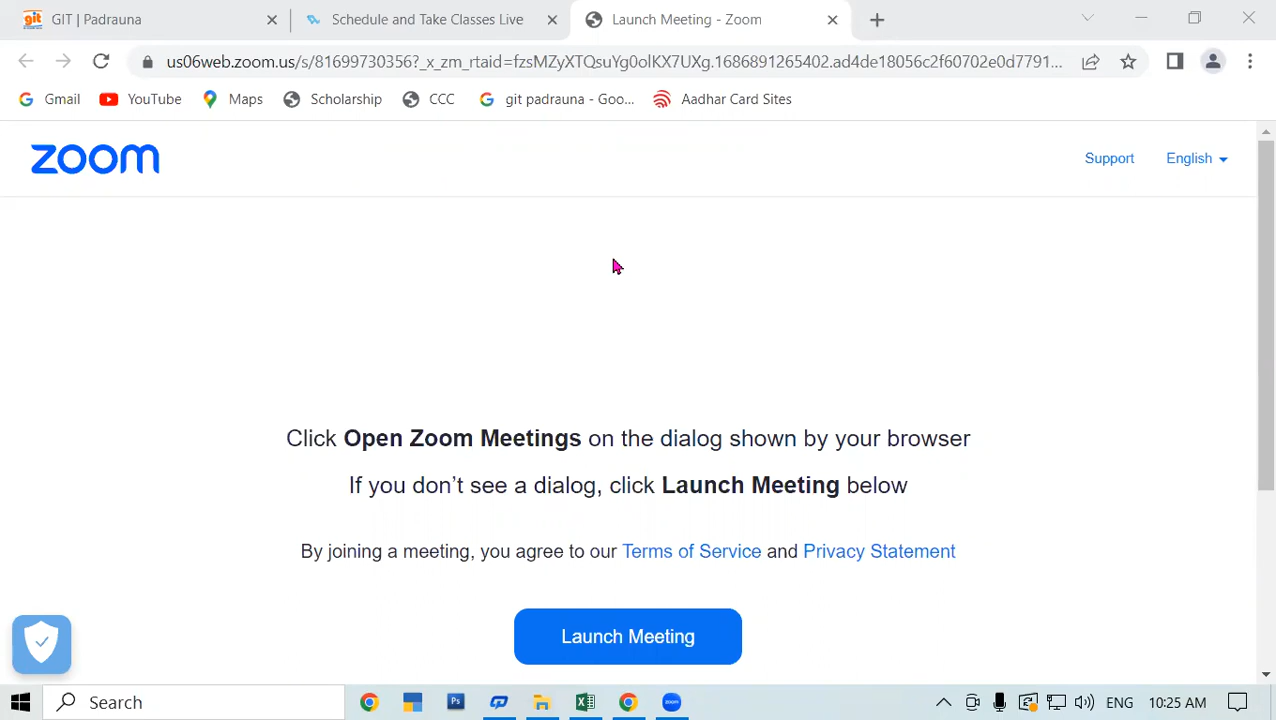 git GIT | Padrauna
Schedule and Take Classes Live
Launch Meeting - Zoom
us06web.zoom.us/s/81699730356?_x_zm_rtaid=fzsMZyXTQsuYg0olKX7UXg.1686891265402.ad4de18056c2f60702e0d7791...
Gmail
YouTube
Maps
Scholarship
CCC
git padrauna - Goo...
Aadhar Card Sites
zoom
Support
English
Click Open Zoom Meetings on the dialog shown by your browser
If you don’t see a dialog, click Launch Meeting below
By joining a meeting, you agree to our Terms of Service and Privacy Statement
Launch Meeting
Search
Ps
zoom
ENG
10:25 AM